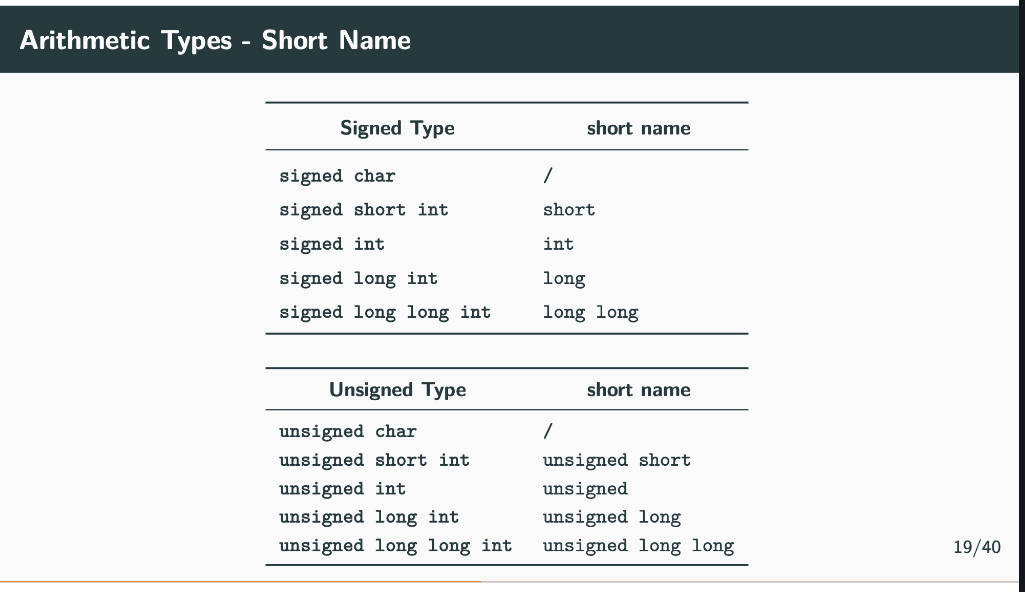 Arithmetic Types - Short Name
Signed Type short name
signed char /
signed short int short
signed int int
signed long int long
signed long long int long long
Unsigned Type short name
unsigned char /
unsigned short int unsigned short
unsigned int unsigned
unsigned long int unsigned long
unsigned long long int unsigned long long
19/40